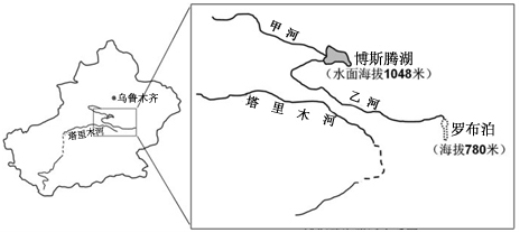 乌鲁木齐
塔里木河
甲河
博斯腾湖
（水面海拔1048米）
乙河
塔里木河
罗布泊
（海拔780米）